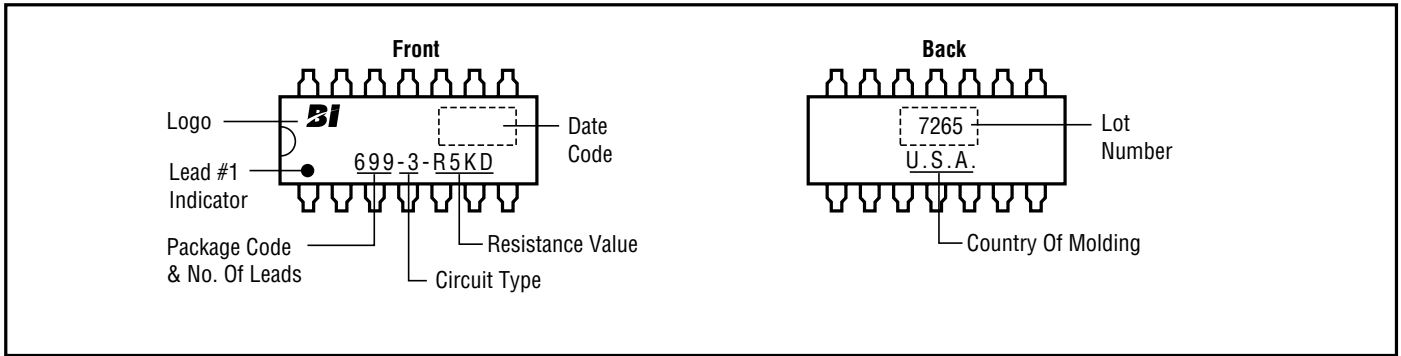 Front
BI
Logo
Date
Code
699-3-R5KD
Lead #1
Indicator
Package Code
& No. Of Leads
Resistance Value
Circuit Type
Back
7265
Lot
Number
U.S.A.
Country Of Molding